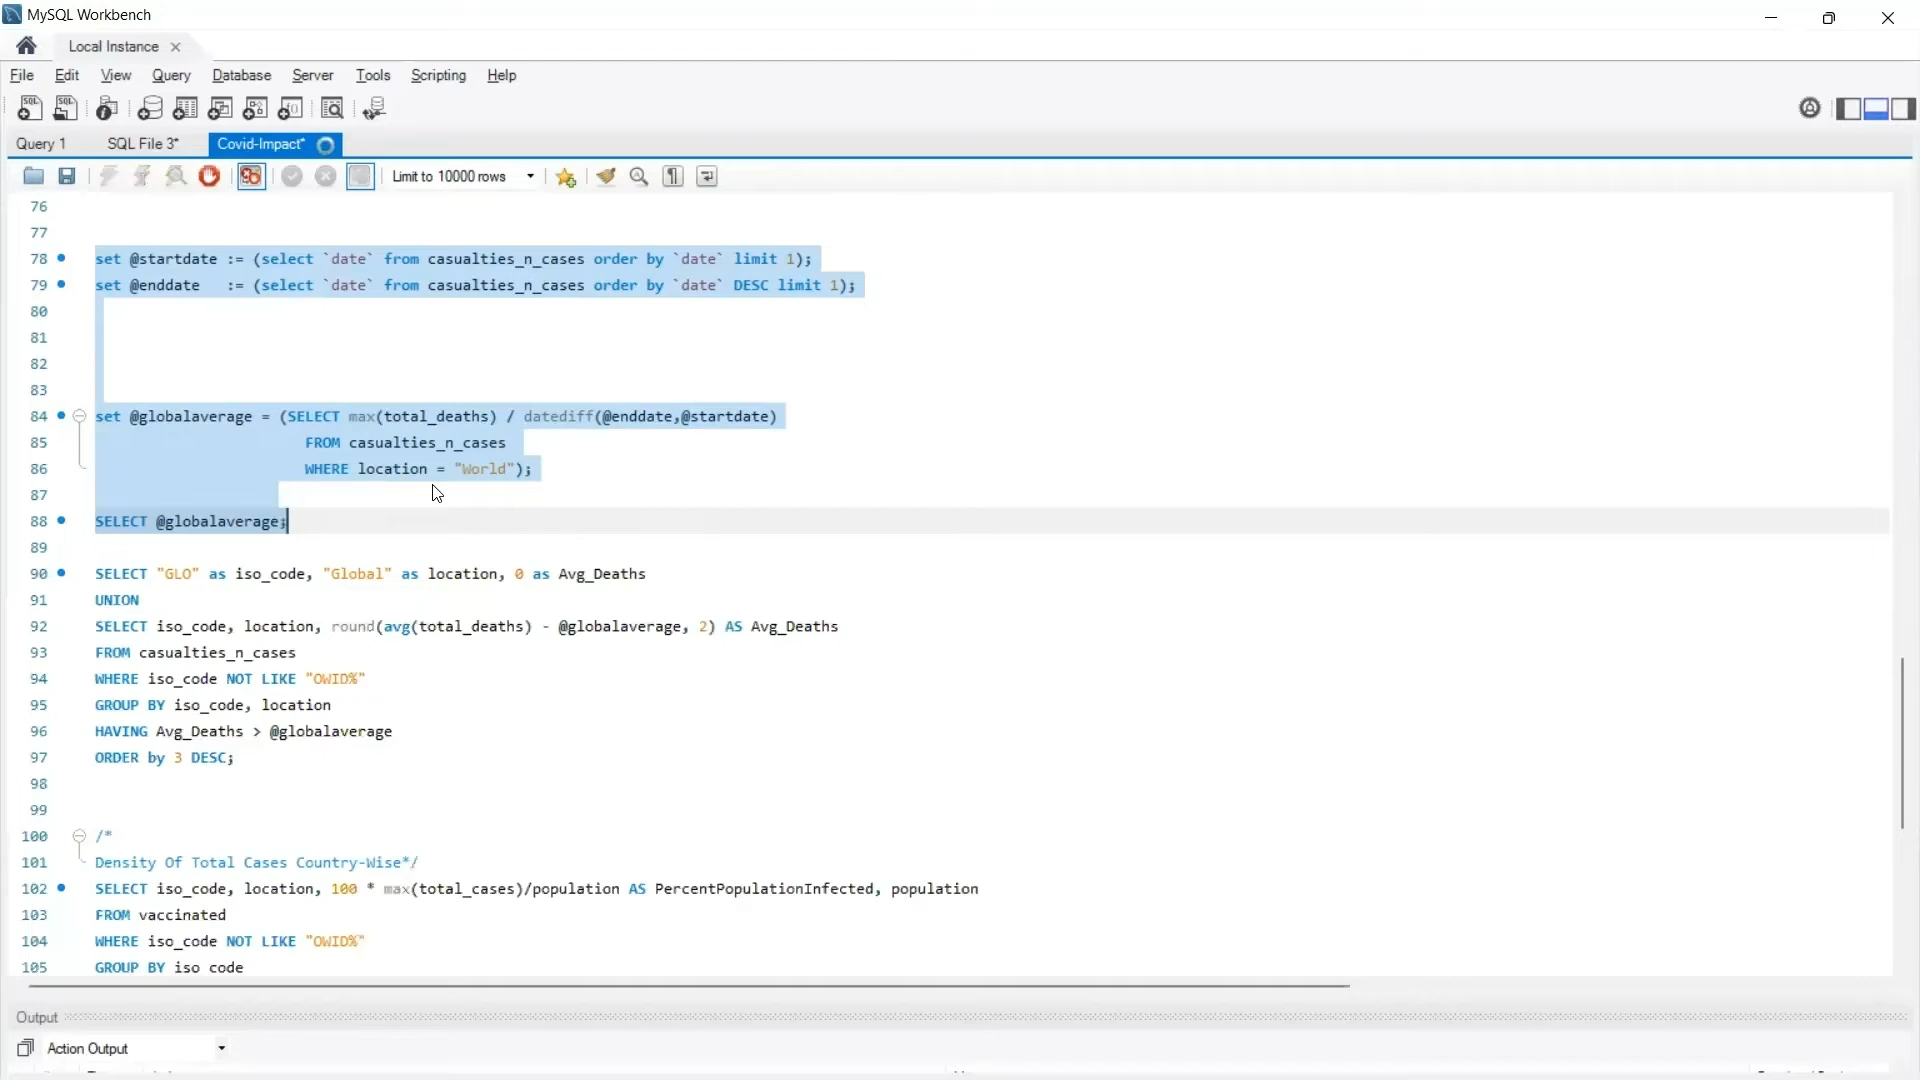 MySQL Workbench
Local Instance
File Edit View Query Database Server Tools Scripting Help
Query 1 SQL File 3* Covid-Impact*
Limit to 10000 rows
76
77
78 set @startdate := (select `date` from casualties_n_cases order by `date` limit 1);
79 set @enddate := (select `date` from casualties_n_cases order by `date` DESC limit 1);
80
81
82
83
84 set @globalaverage = (SELECT max(total_deaths) / datediff(@enddate,@startdate)
85 FROM casualties_n_cases
86 WHERE location = "World");
87
88 SELECT @globalaverage;
89
90 SELECT "GLO" as iso_code, "Global" as location, 0 as Avg_Deaths
91 UNION
92 SELECT iso_code, location, round(avg(total_deaths) - @globalaverage, 2) AS Avg_Deaths
93 FROM casualties_n_cases
94 WHERE iso_code NOT LIKE "OWID%"
95 GROUP BY iso_code, location
96 HAVING Avg_Deaths > @globalaverage
97 ORDER by 3 DESC;
98
99
100 /*
101 Density Of Total Cases Country-Wise*/
102 SELECT iso_code, location, 100 * max(total_cases)/population AS PercentPopulationInfected, population
103 FROM vaccinated
104 WHERE iso_code NOT LIKE "OWID%"
105 GROUP BY iso_code
Output
Action Output